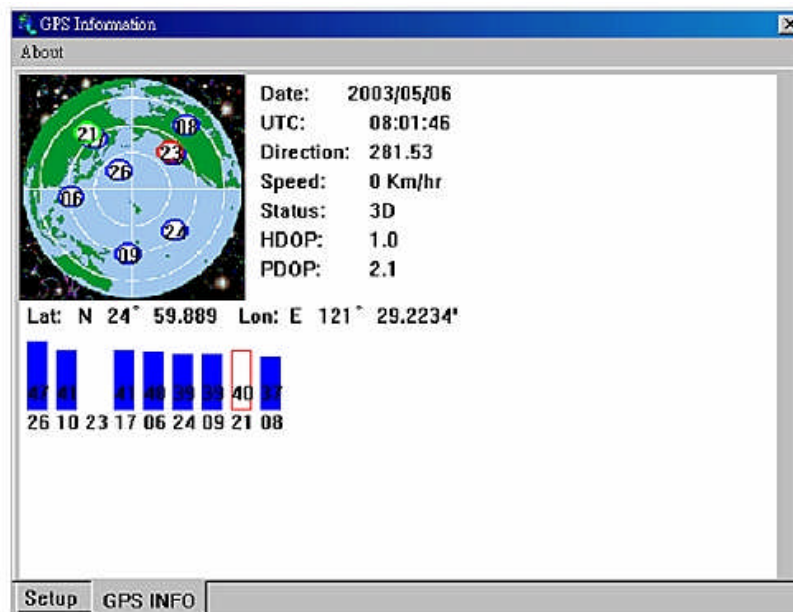 GPS Information
About
Date: 2003/05/06
UTC: 08:01:46
Direction: 281.53
Speed: 0 Km/hr
Status: 3D
HDOP: 1.0
PDOP: 2.1
21
08
23
26
06
24
09
Lat: N 24° 59.889 Lon: E 121° 29.2234'
47 41 41 40 39 39 40 37
26 10 23 17 06 24 09 21 08
Setup GPS INFO